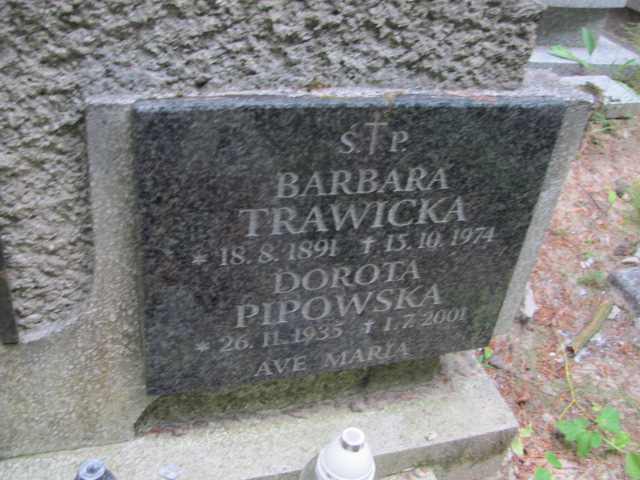 Ś†P.
BARBARA
TRAWICKA
* 18. 8. 1891 † 15. 10. 1974
DOROTA
PIPOWSKA
* 26. 11. 1935 † 1. 7. 2001
AVE MARIA